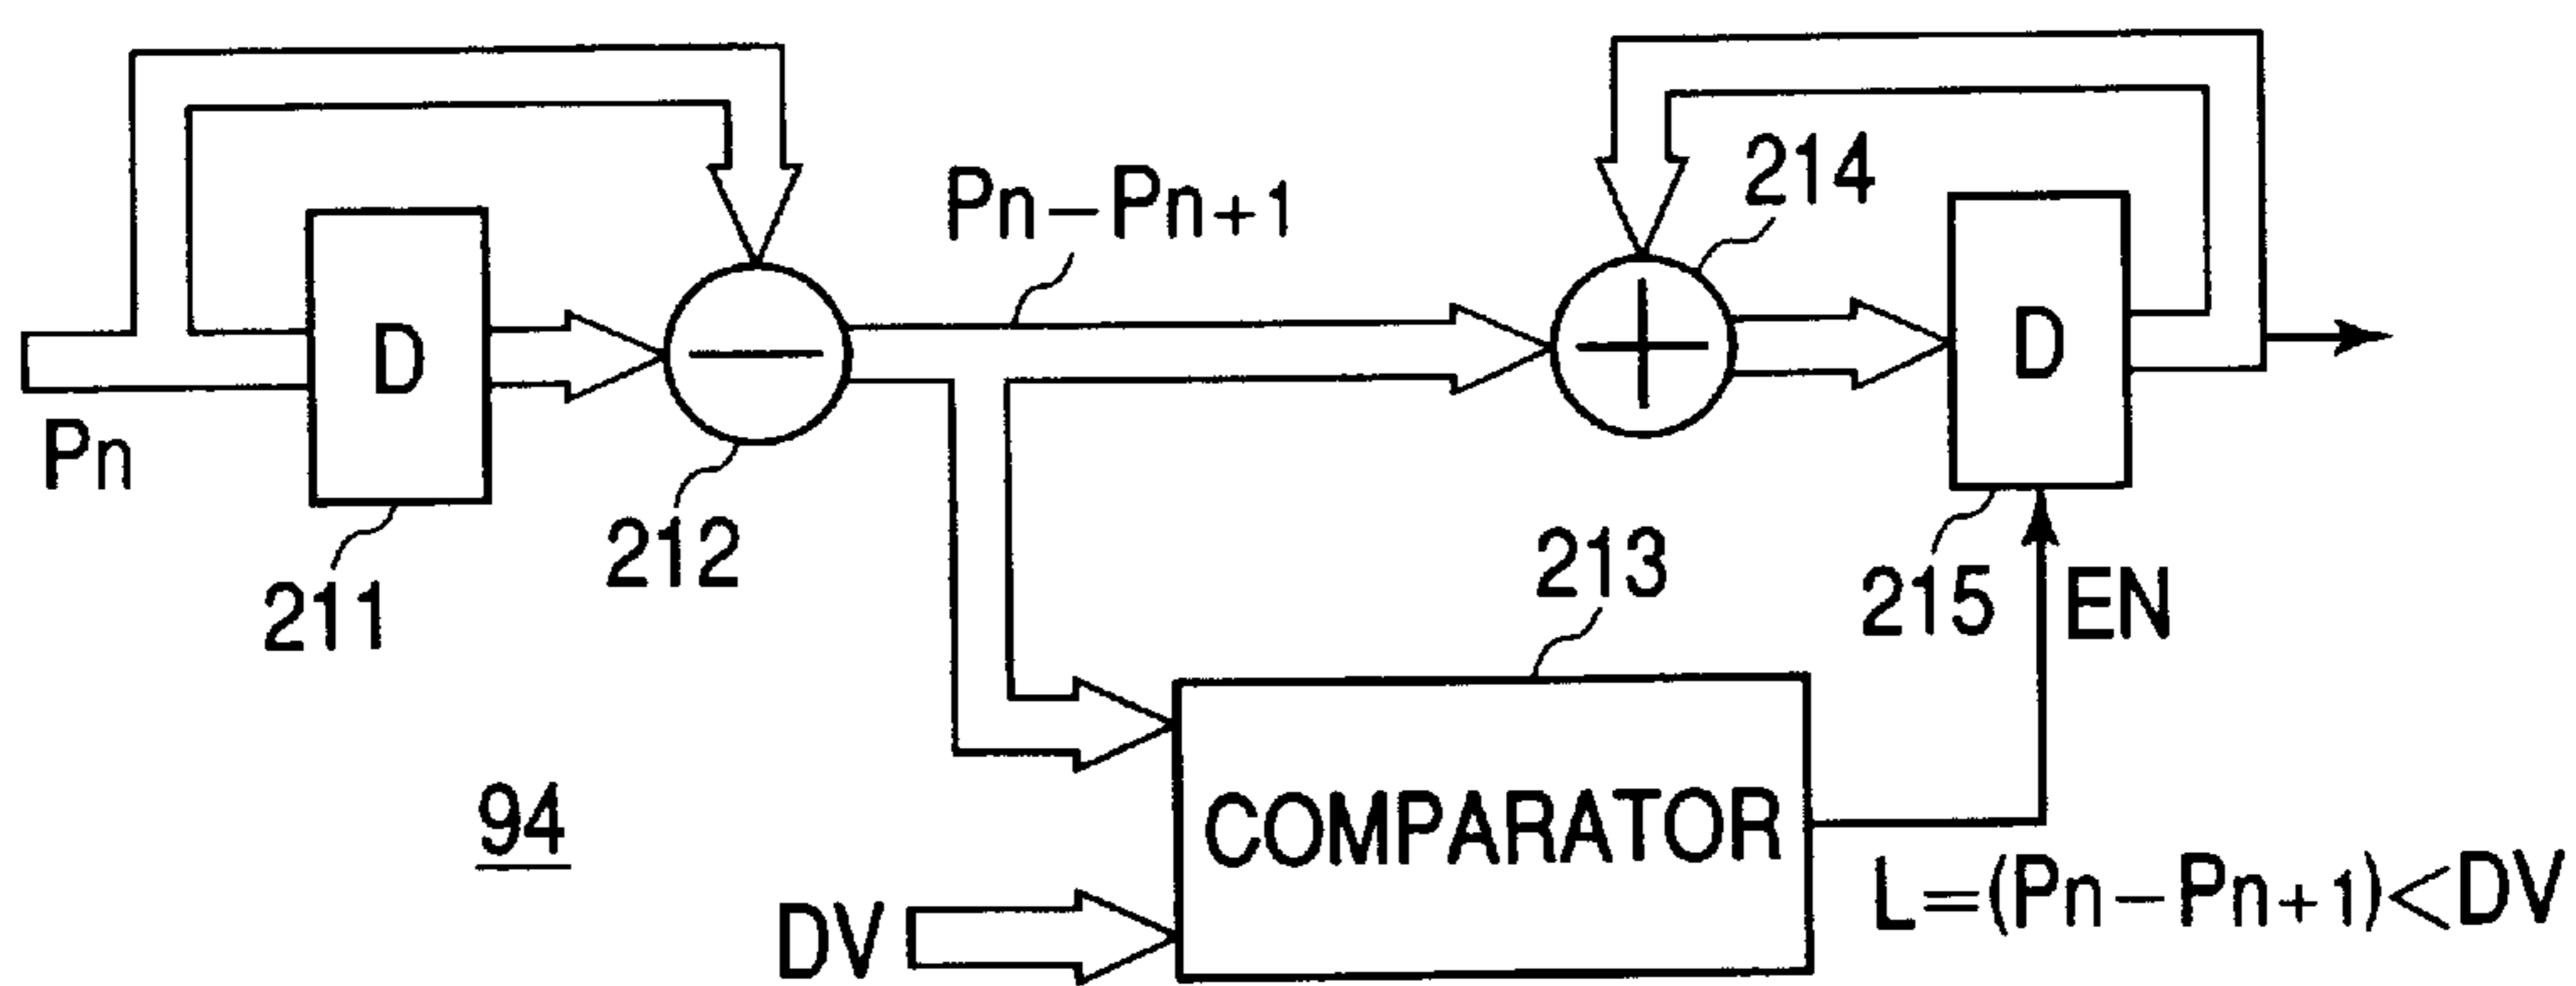 Pn
D
211
212
Pn−Pn+1
214
D
215
EN
213
COMPARATOR
DV
L=(Pn−Pn+1)<DV
94